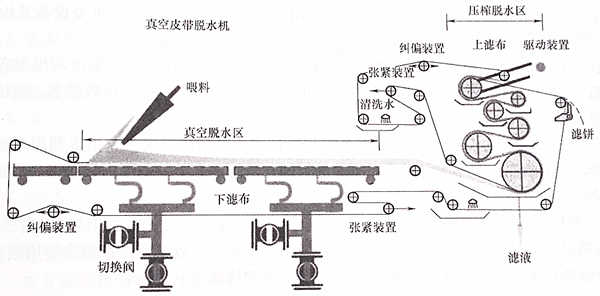 真空皮带脱水机
压榨脱水区
纠偏装置
上滤布
驱动装置
张紧装置
喂料
清洗水
真空脱水区
滤饼
下滤布
纠偏装置
张紧装置
切换阀
滤液